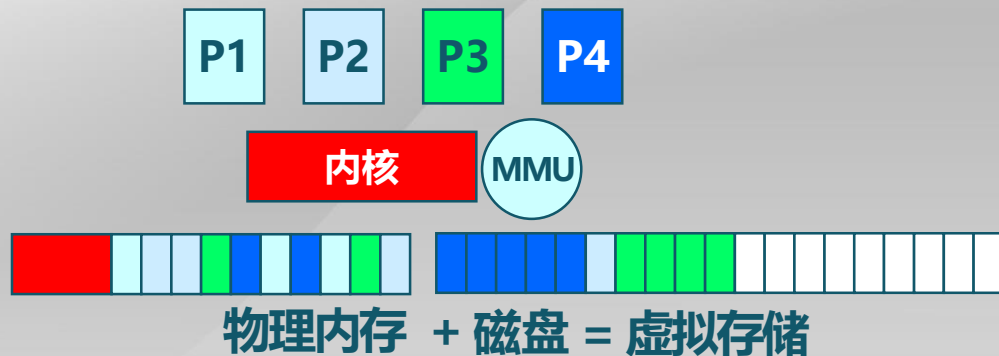 P1 P2 P3 P4
内核 MMU
物理内存 + 磁盘 = 虚拟存储